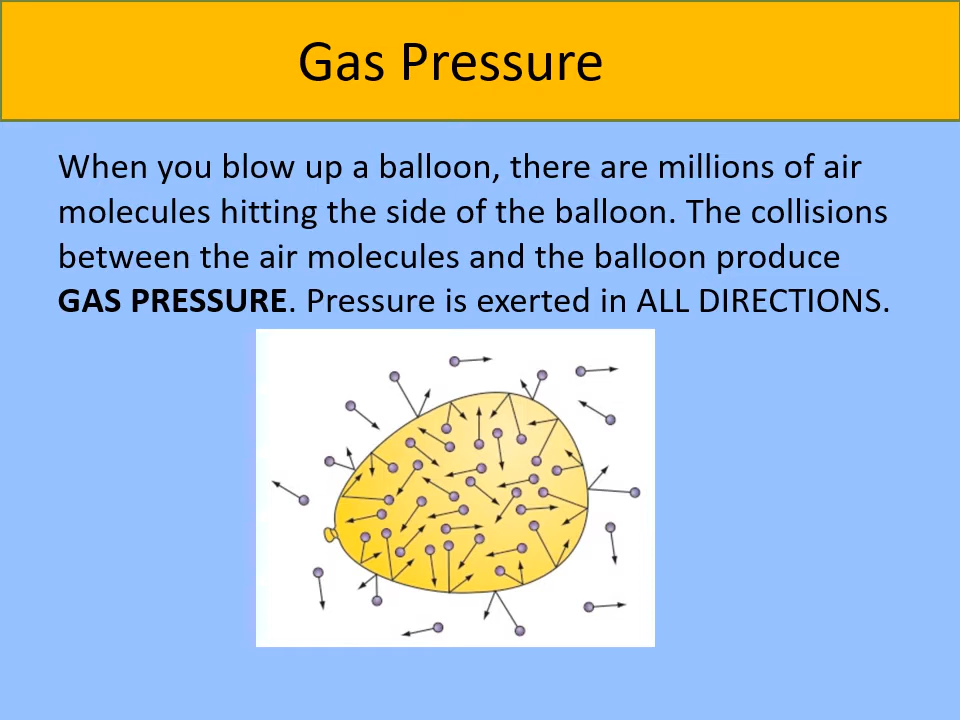 Gas Pressure
When you blow up a balloon, there are millions of air
molecules hitting the side of the balloon. The collisions
between the air molecules and the balloon produce
GAS PRESSURE. Pressure is exerted in ALL DIRECTIONS.